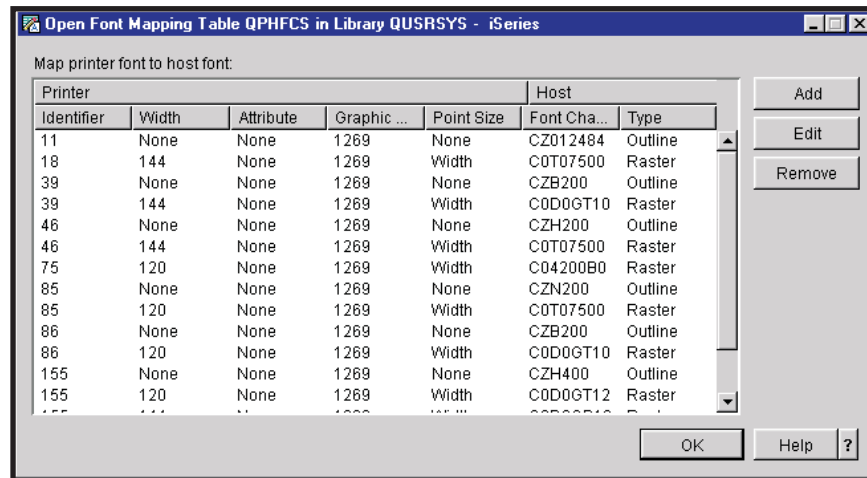 Open Font Mapping Table QPHFCS in Library QUSRSYS - iSeries
Map printer font to host font:
Printer Host
Identifier Width Attribute Graphic ... Point Size Font Cha... Type
11 None None 1269 None CZ012484 Outline
18 144 None 1269 Width C0T07500 Raster
39 None None 1269 None CZB200 Outline
39 144 None 1269 Width C0D0GT10 Raster
46 None None 1269 None CZH200 Outline
46 144 None 1269 Width C0T07500 Raster
75 120 None 1269 Width C04200B0 Raster
85 None None 1269 None CZN200 Outline
85 120 None 1269 Width C0T07500 Raster
86 None None 1269 None CZB200 Outline
86 120 None 1269 Width C0D0GT10 Raster
155 None None 1269 None CZH400 Outline
155 120 None 1269 Width C0D0GT12 Raster
Add
Edit
Remove
OK Help ?